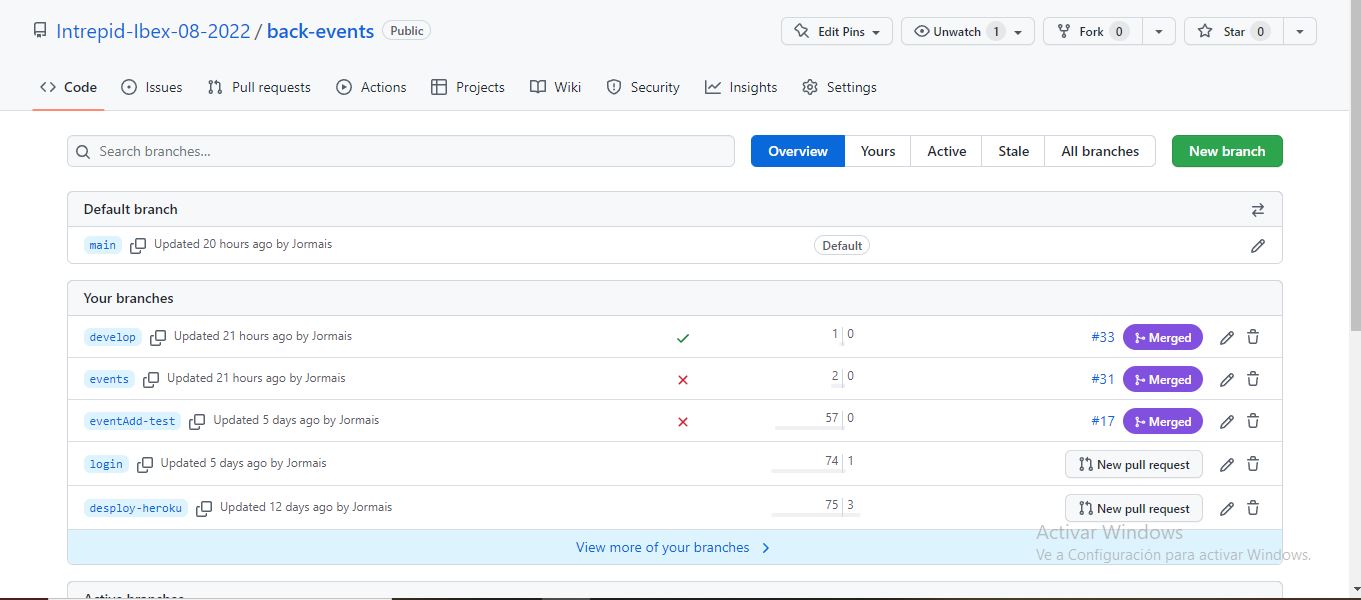 Intrepid-Ibex-08-2022 / back-events Public Edit Pins Unwatch 1 Fork 0 Star 0
Code Issues Pull requests Actions Projects Wiki Security Insights Settings
Search branches... Overview Yours Active Stale All branches New branch
Default branch
main Updated 20 hours ago by Jormais Default
Your branches
develop Updated 21 hours ago by Jormais 1 0 #33 Merged
events Updated 21 hours ago by Jormais 2 0 #31 Merged
eventAdd-test Updated 5 days ago by Jormais 57 0 #17 Merged
login Updated 5 days ago by Jormais 74 1 New pull request
desploy-heroku Updated 12 days ago by Jormais 75 3 New pull request
Activar Windows
View more of your branches
Ve a Configuración para activar Windows.
Active branches